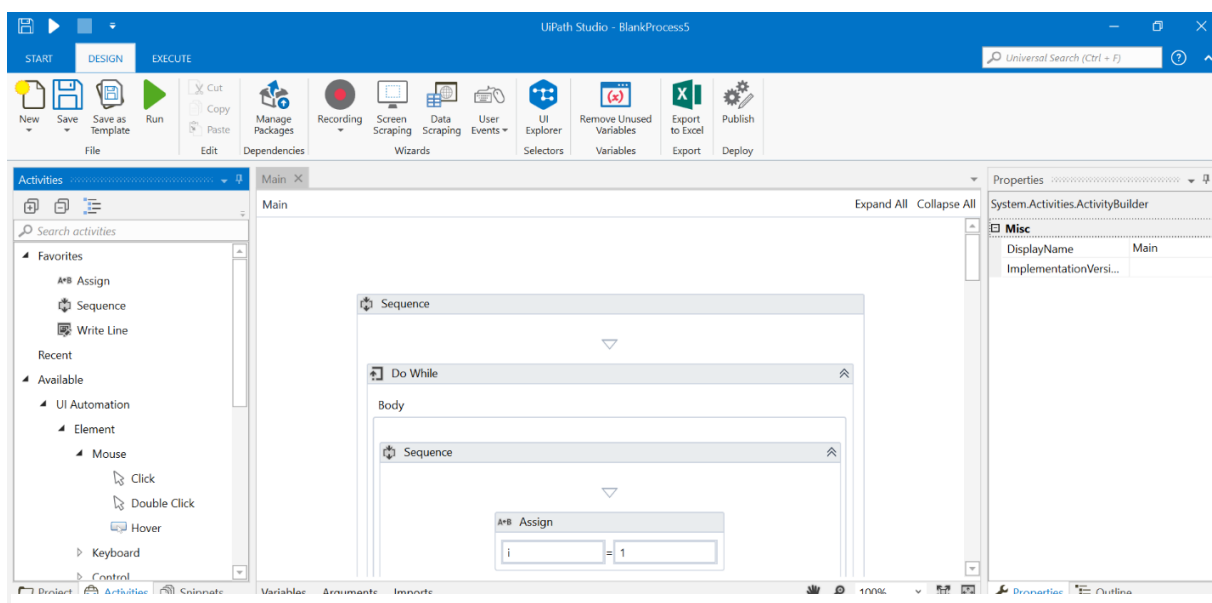 UiPath Studio - BlankProcess5
START DESIGN EXECUTE
Universal Search (Ctrl + F)
New Save Save as Template Run
Cut
Copy
Paste
Manage Packages
Recording Screen Scraping Data Scraping User Events
UI Explorer
Remove Unused Variables
Export to Excel
Publish
File Edit Dependencies Wizards Selectors Variables Export Deploy
Activities
Search activities
Favorites
A+B Assign
Sequence
Write Line
Recent
Available
UI Automation
Element
Mouse
Click
Double Click
Hover
Keyboard
Control
Project Activities Snippets
Main
Main Expand All Collapse All
Sequence
Do While
Body
Sequence
A+B Assign
i = 1
Variables Arguments Imports 100%
Properties
System.Activities.ActivityBuilder
Misc
DisplayName Main
ImplementationVersi...
Properties Outline